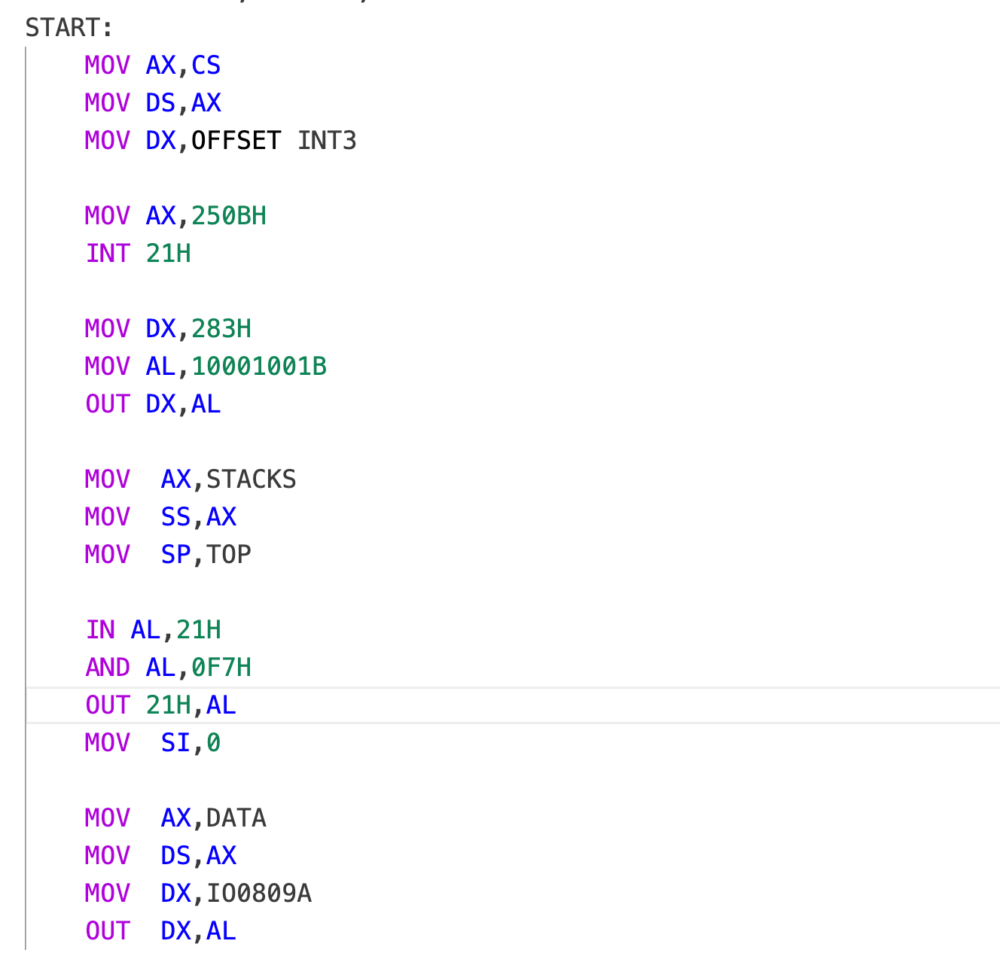 START:
MOV AX,CS
MOV DS,AX
MOV DX,OFFSET INT3
MOV AX,250BH
INT 21H
MOV DX,283H
MOV AL,10001001B
OUT DX,AL
MOV  AX,STACKS
MOV  SS,AX
MOV  SP,TOP
IN AL,21H
AND AL,0F7H
OUT 21H,AL
MOV  SI,0
MOV  AX,DATA
MOV  DS,AX
MOV  DX,IO0809A
OUT  DX,AL